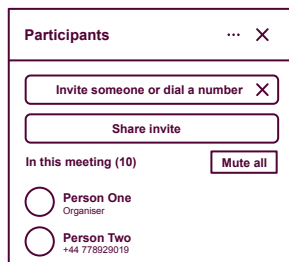 Participants
Invite someone or dial a number
Share invite
In this meeting (10) Mute all
Person One
Organiser
Person Two
+44 778929019